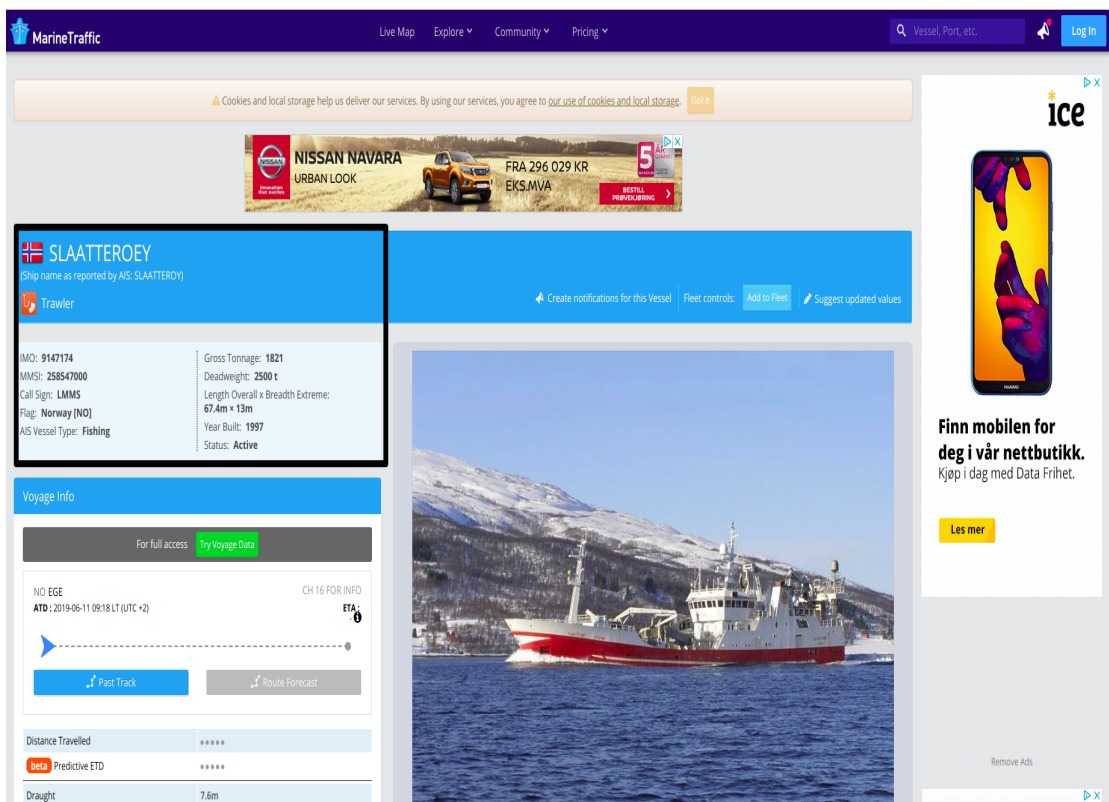 MarineTraffic
Live Map Explore Community Pricing
Vessel, Port, etc.
Log In
Cookies and local storage help us deliver our services. By using our services, you agree to our use of cookies and local storage. Got it
NISSAN
Innovation
that excites
NISSAN NAVARA
URBAN LOOK
FRA 296 029 KR
EKS.MVA
5 ÅR
BESTILL
PRØVEKJØRING
ice
SLAATTEROEY
(Ship name as reported by AIS: SLAATTEROY)
Trawler
Create notifications for this Vessel Fleet controls: Add to Fleet Suggest updated values
IMO: 9147174
MMSI: 258547000
Call Sign: LMMS
Flag: Norway [NO]
AIS Vessel Type: Fishing
Gross Tonnage: 1821
Deadweight: 2500 t
Length Overall x Breadth Extreme:
67.4m × 13m
Year Built: 1997
Status: Active
Voyage Info
For full access Try Voyage Data
NO EGE CH 16 FOR INFO
ATD : 2019-06-11 09:18 LT (UTC +2) ETA :
-
Past Track Route Forecast
Distance Travelled
beta Predictive ETD
Draught 7.6m
HUAWEI
Finn mobilen for
deg i vår nettbutikk.
Kjøp i dag med Data Frihet.
Les mer
Remove Ads